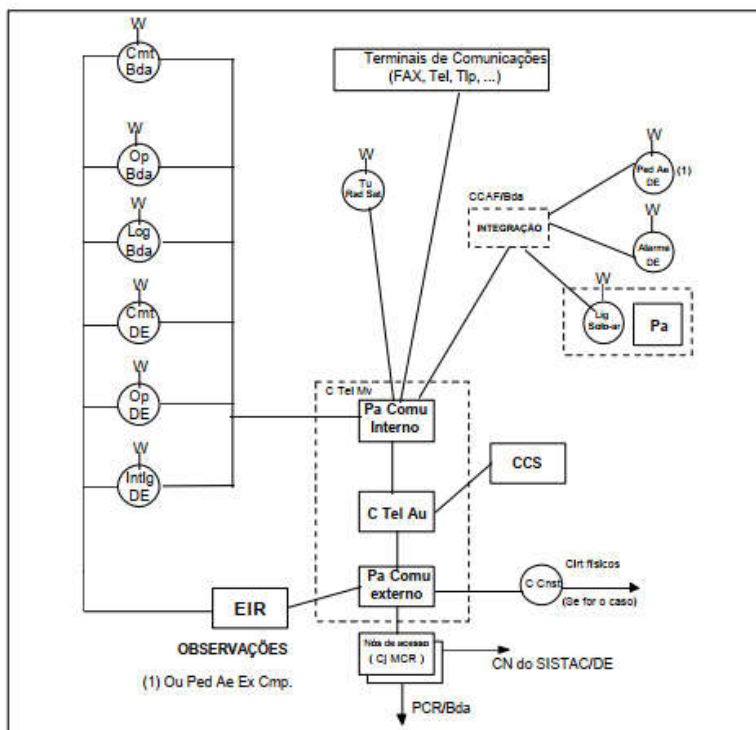 W
Cmt
Bda
W
Op
Bda
W
Log
Bda
W
Cmt
DE
W
Op
DE
W
Intlg
DE
Terminais de Comunicações
(FAX, Tel, Tlp, ...)
W
Tu
Rad Sat.
CCAF/Bda
INTEGRAÇÃO
W
Ped Ae
DE
(1)
W
Alarme
DE
W
Lig
Solo-ar
Pa
C Tel Mv
Pa Comu
Interno
C Tel Au
CCS
Pa Comu
externo
EIR
C Cnst
Cirt físicos
(Se for o caso)
Nós de acesso
( Cj MCR )
CN do SISTAC/DE
PCR/Bda
OBSERVAÇÕES
(1) Ou Ped Ae Ex Cmp.